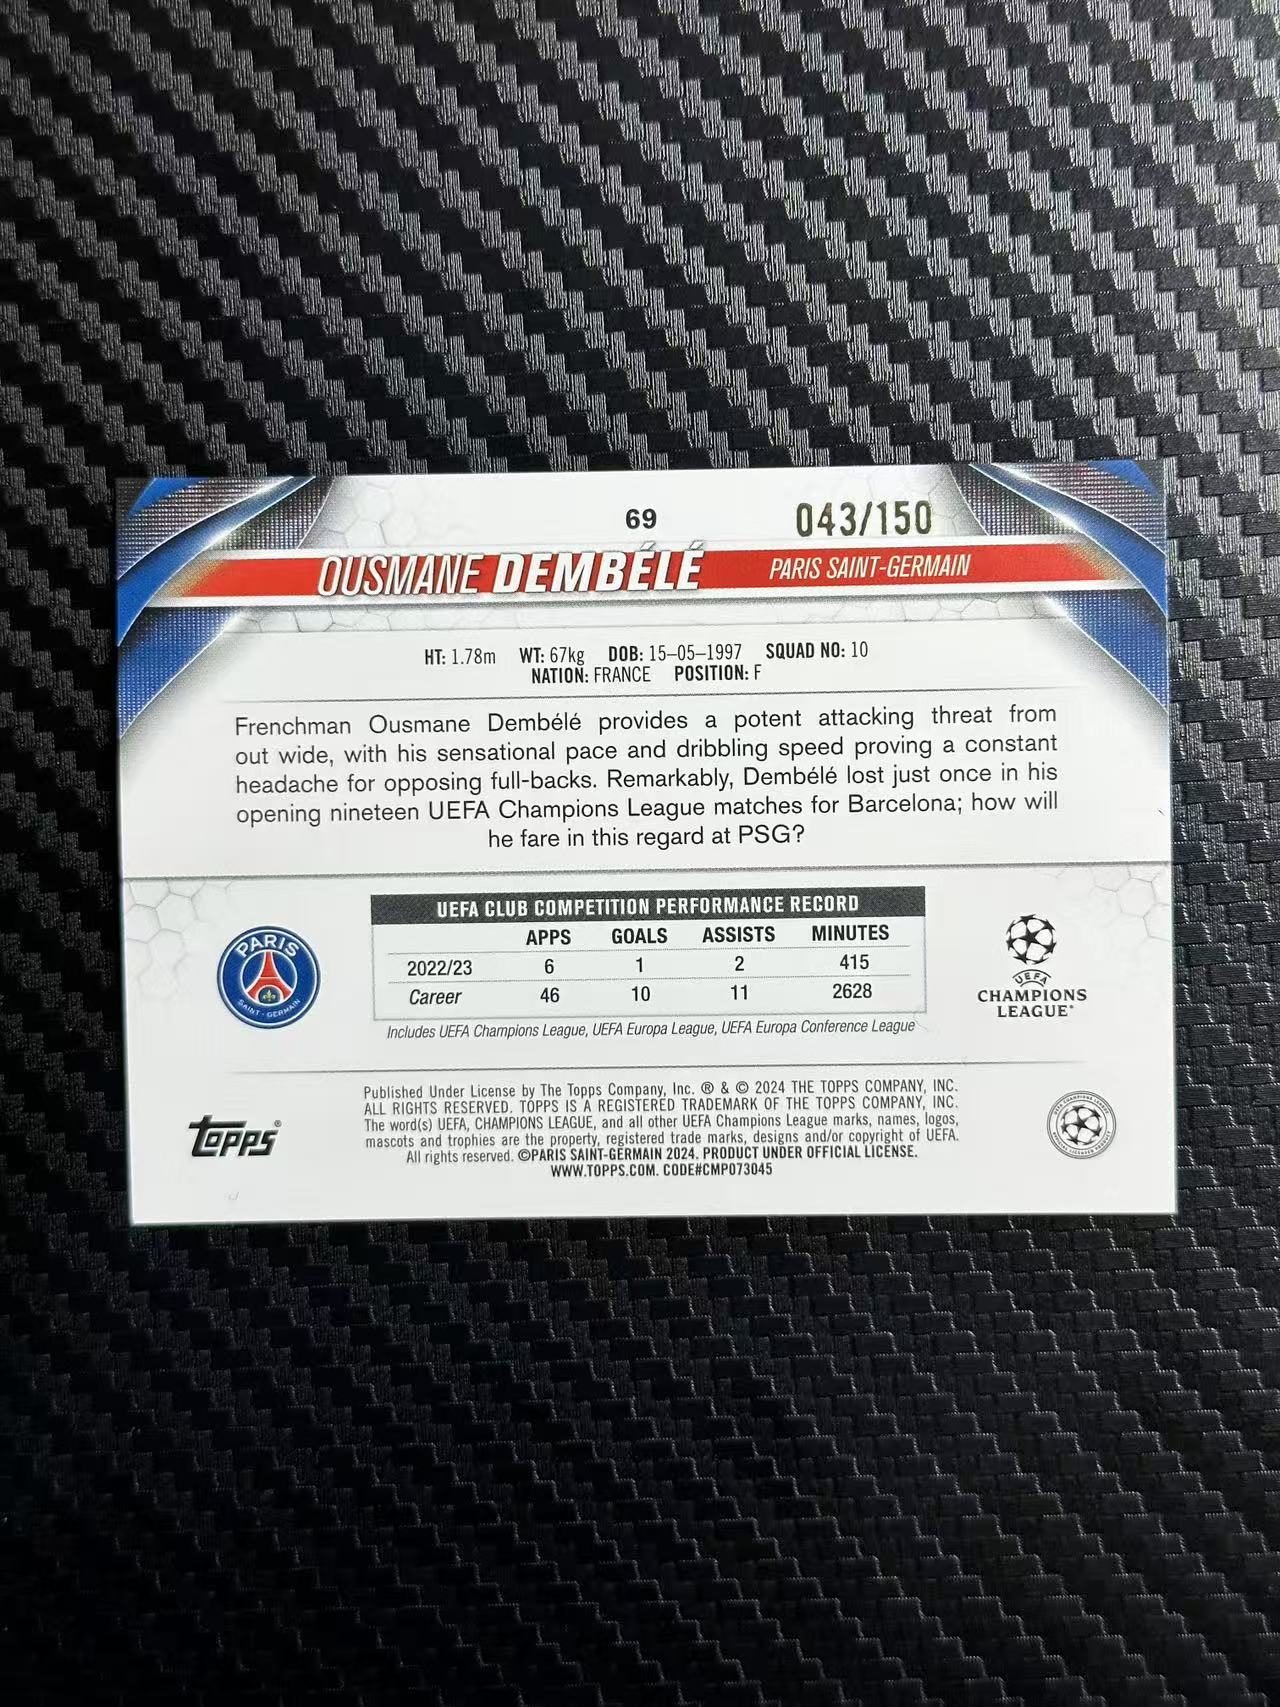 69
043/150
OUSMANE DEMBÉLÉ
PARIS SAINT-GERMAIN
HT: 1.78m WT: 67kg DOB: 15–05–1997 SQUAD NO: 10
NATION: FRANCE POSITION: F
Frenchman Ousmane Dembélé provides a potent attacking threat from
out wide, with his sensational pace and dribbling speed proving a constant
headache for opposing full-backs. Remarkably, Dembélé lost just once in his
opening nineteen UEFA Champions League matches for Barcelona; how will
he fare in this regard at PSG?
UEFA CLUB COMPETITION PERFORMANCE RECORD
APPS GOALS ASSISTS MINUTES
2022/23 6 1 2 415
Career 46 10 11 2628
Includes UEFA Champions League, UEFA Europa League, UEFA Europa Conference League
PARIS
SAINT-GERMAIN
UEFA
CHAMPIONS
LEAGUE®
Published Under License by The Topps Company, Inc. ® & © 2024 THE TOPPS COMPANY, INC.
ALL RIGHTS RESERVED. TOPPS IS A REGISTERED TRADEMARK OF THE TOPPS COMPANY, INC.
The word(s) UEFA, CHAMPIONS LEAGUE, and all other UEFA Champions League marks, names, logos,
mascots and trophies are the property, registered trade marks, designs and/or copyright of UEFA.
All rights reserved. ©PARIS SAINT-GERMAIN 2024. PRODUCT UNDER OFFICIAL LICENSE.
WWW.TOPPS.COM. CODE#CMP073045
TOPPS®